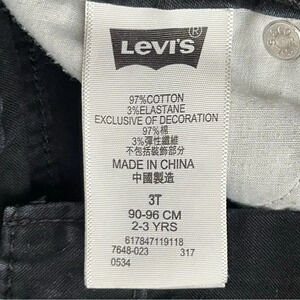 LEVI'S®
97%COTTON
3%ELASTANE
EXCLUSIVE OF DECORATION
97%棉
3%彈性纖維
不包括裝飾部分
MADE IN CHINA
中國製造
3T
90-96 CM
2-3 YRS
617847119118
7648-023 317
0534